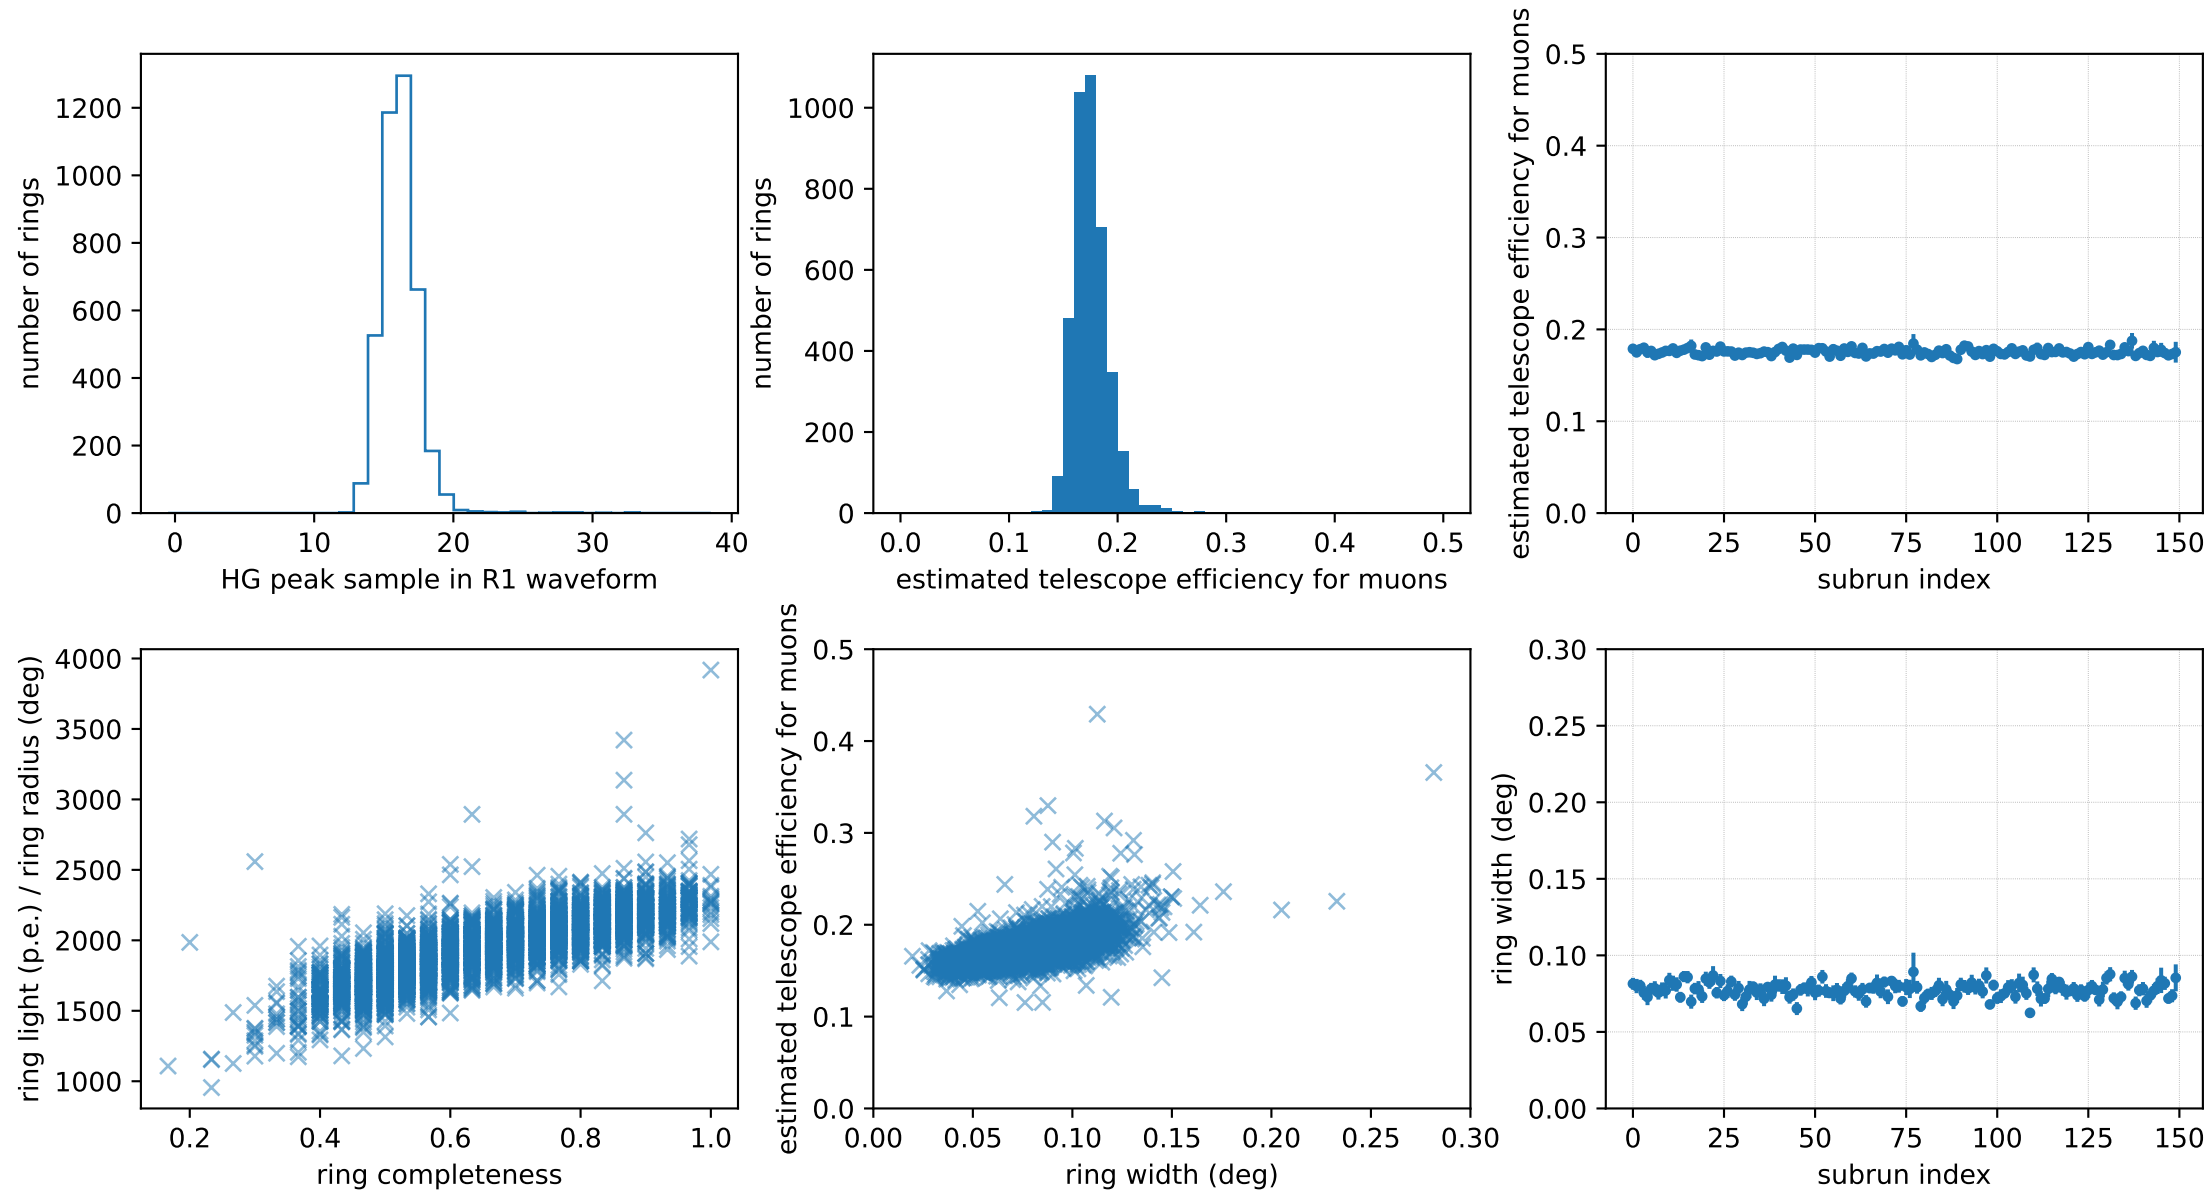 number of rings
1200
1000
800
600
400
200
0
0 10 20 30 40
HG peak sample in R1 waveform
number of rings
1000
800
600
400
200
0
0.0 0.1 0.2 0.3 0.4 0.5
estimated telescope efficiency for muons
estimated telescope efficiency for muons
0.5
0.4
0.3
0.2
0.1
0.0
0 25 50 75 100 125 150
subrun index
ring light (p.e.) / ring radius (deg)
4000
3500
3000
2500
2000
1500
1000
0.2 0.4 0.6 0.8 1.0
ring completeness
estimated telescope efficiency for muons
0.5
0.4
0.3
0.2
0.1
0.0
0.00 0.05 0.10 0.15 0.20 0.25 0.30
ring width (deg)
ring width (deg)
0.30
0.25
0.20
0.15
0.10
0.05
0.00
0 25 50 75 100 125 150
subrun index